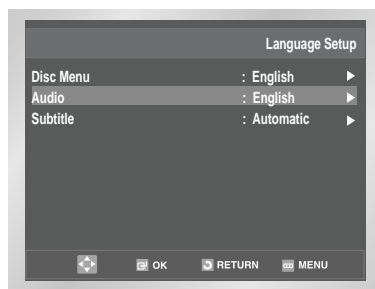 Language Setup
Disc Menu : English
Audio : English
Subtitle : Automatic
OK RETURN MENU